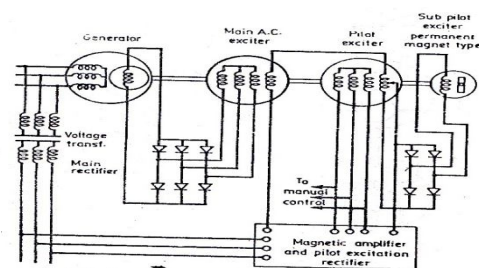 Generator
Main A.C.
exciter
Pilot
exciter
Sub pilot
exciter
permanent
magnet type
Voltage
transf.
Main
rectifier
To
manual
control
Magnetic amplifier
and pilot excitation
rectifier